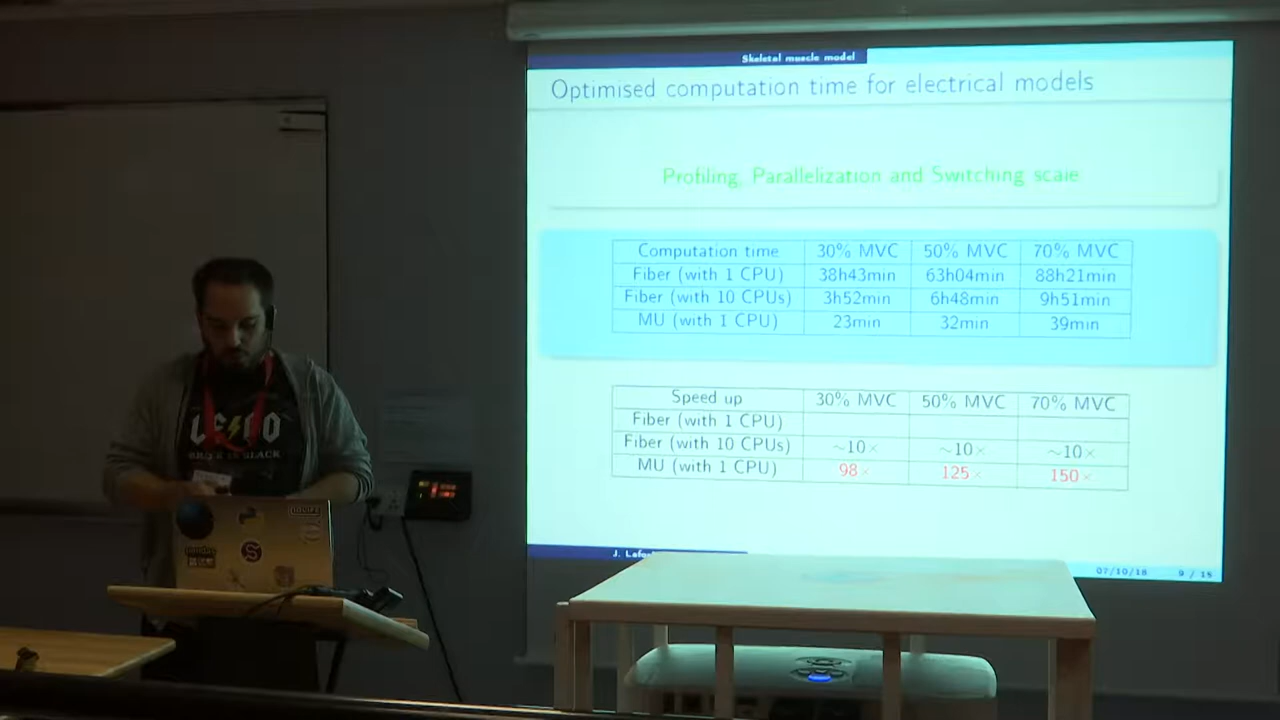 Skeletal muscle model
Optimised computation time for electrical models
Profiling, Parallelization and Switching scale
Computation time 30% MVC 50% MVC 70% MVC
Fiber (with 1 CPU) 38h43min 63h04min 88h21min
Fiber (with 10 CPUs) 3h52min 6h48min 9h51min
MU (with 1 CPU) 23min 32min 39min
Speed up 30% MVC 50% MVC 70% MVC
Fiber (with 1 CPU)
Fiber (with 10 CPUs) ~10× ~10× ~10×
MU (with 1 CPU) 98× 125× 150×
J.
07/10/18 9 / 15